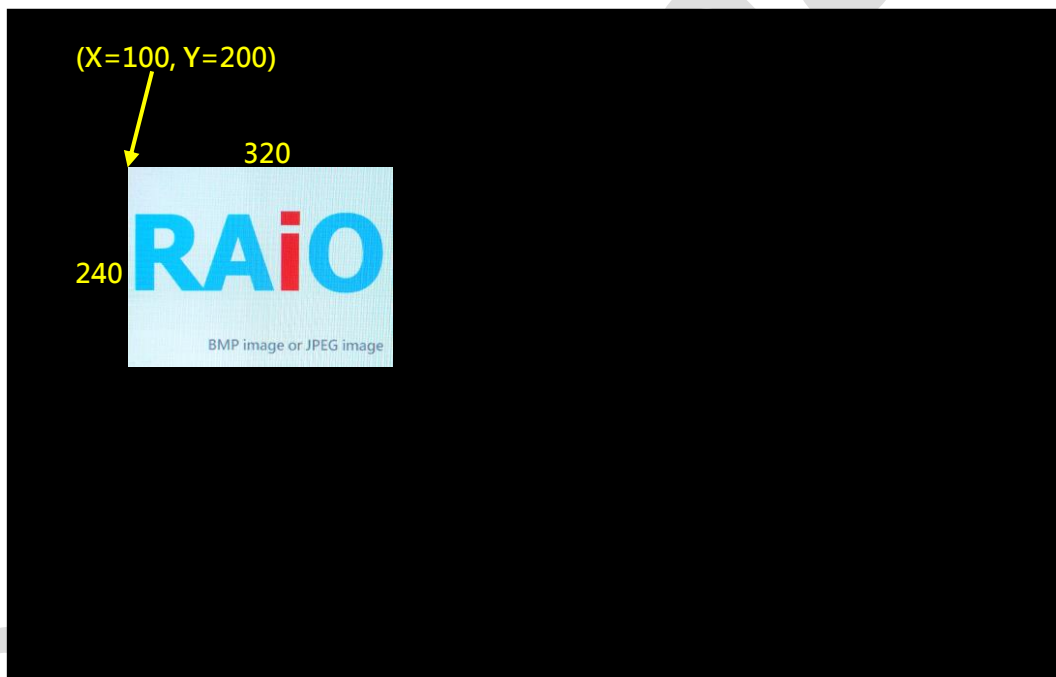 (X=100, Y=200)
320
240
RAiO
BMP image or JPEG image